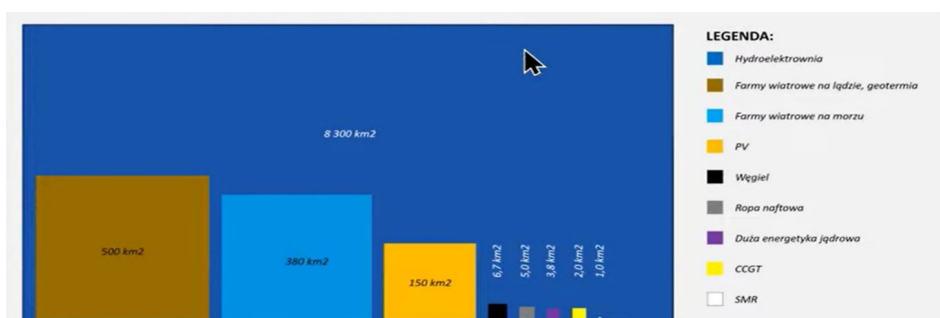 LEGENDA:
Hydroelektrownia
Farmy wiatrowe na lądzie, geotermia
Farmy wiatrowe na morzu
PV
Węgiel
Ropa naftowa
Duża energetyka jądrowa
CCGT
SMR
8 300 km2
500 km2
380 km2
150 km2
6,7 km2
5,0 km2
3,8 km2
2,0 km2
1,0 km2